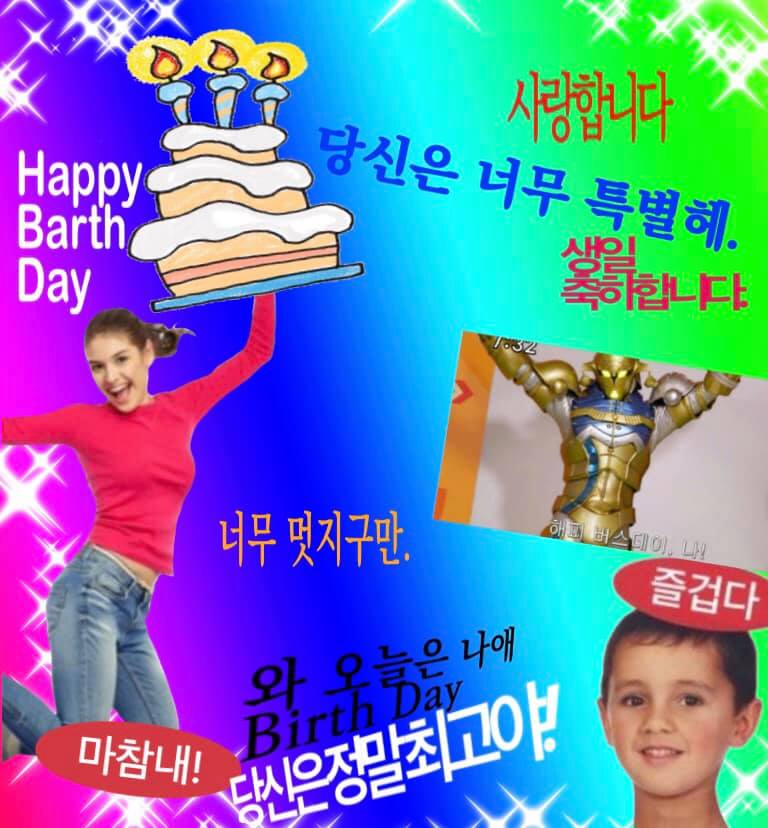 사랑합니다
당신은 너무 특별헤.
Happy
Barth
Day
생일
축하합니다
7:32
해피 버스데이, 나!
너무 멋지구만.
즐겁다
와 오늘은 나애
Birth Day
마참내!
당신은정말최고야!